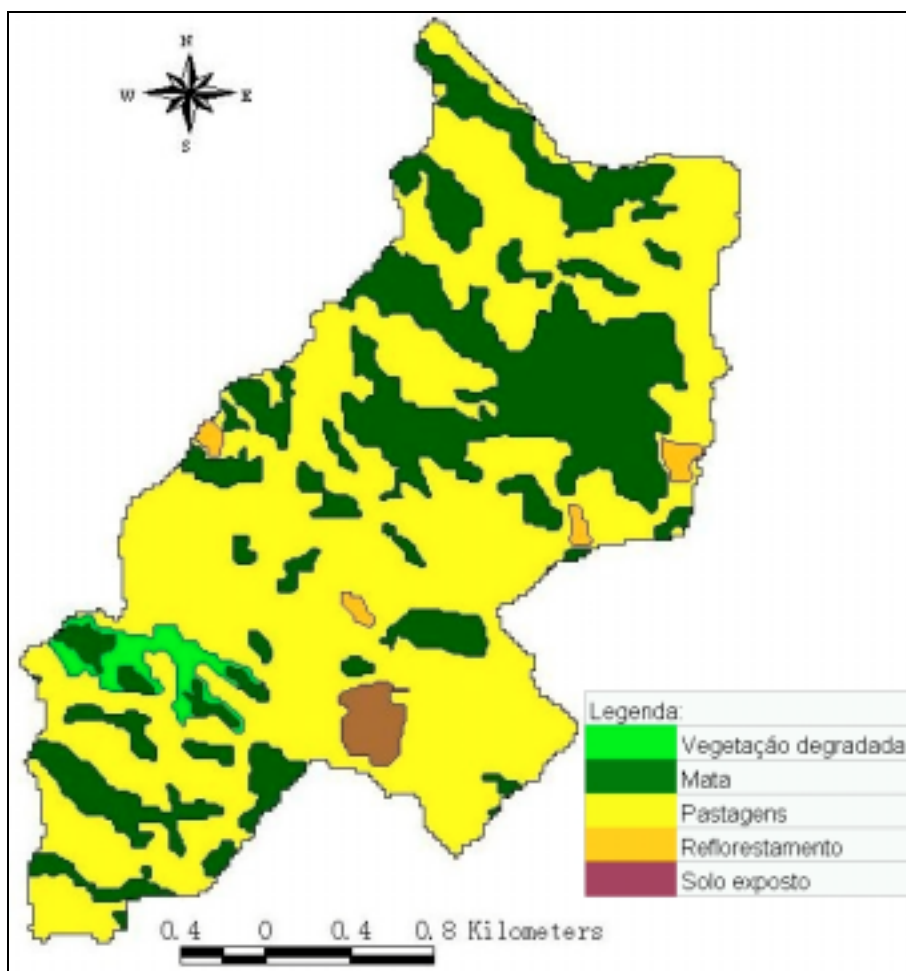 N
W E
S
Legenda:
Vegetação degradada
Mata
Pastagens
Reflorestamento
Solo exposto
0.4 0 0.4 0.8 Kilometers